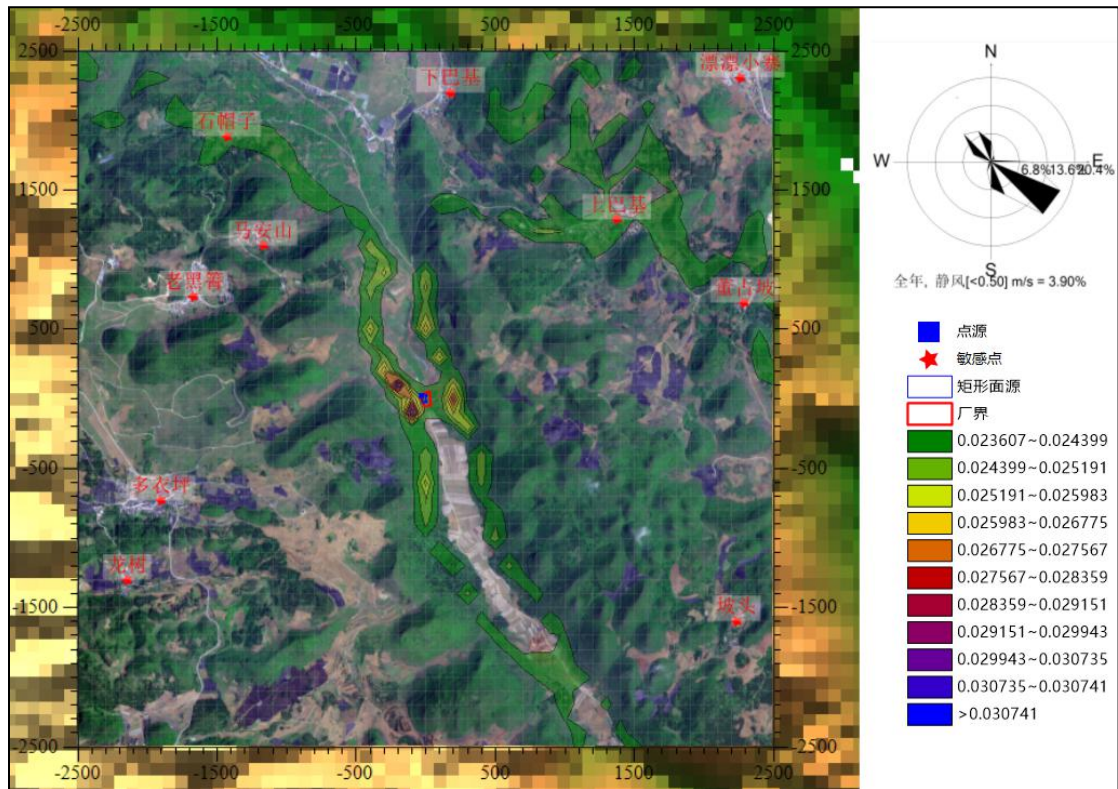 -2500 -1500 -500 500 1500 2500
2500 2500
漂漂小寨
下巴基
石帽子
1500 1500
上巴基
马安山
老黑箐
董占坡
500 500
-500 -500
多衣坪
龙树
-1500 -1500
坡头
-2500 -2500
-2500 -1500 -500 500 1500 2500
N
W
E
6.8%13.6%20.4%
S
全年, 静风[<0.50] m/s = 3.90%
点源
敏感点
矩形面源
厂界
0.023607~0.024399
0.024399~0.025191
0.025191~0.025983
0.025983~0.026775
0.026775~0.027567
0.027567~0.028359
0.028359~0.029151
0.029151~0.029943
0.029943~0.030735
0.030735~0.030741
>0.030741